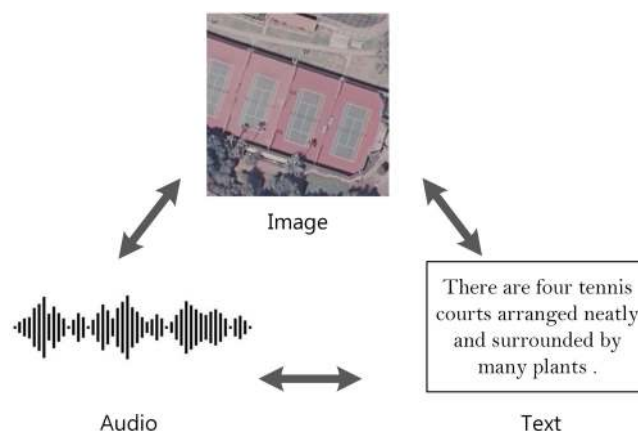 Image
There are four tennis
courts arranged neatly
and surrounded by
many plants .
Audio
Text